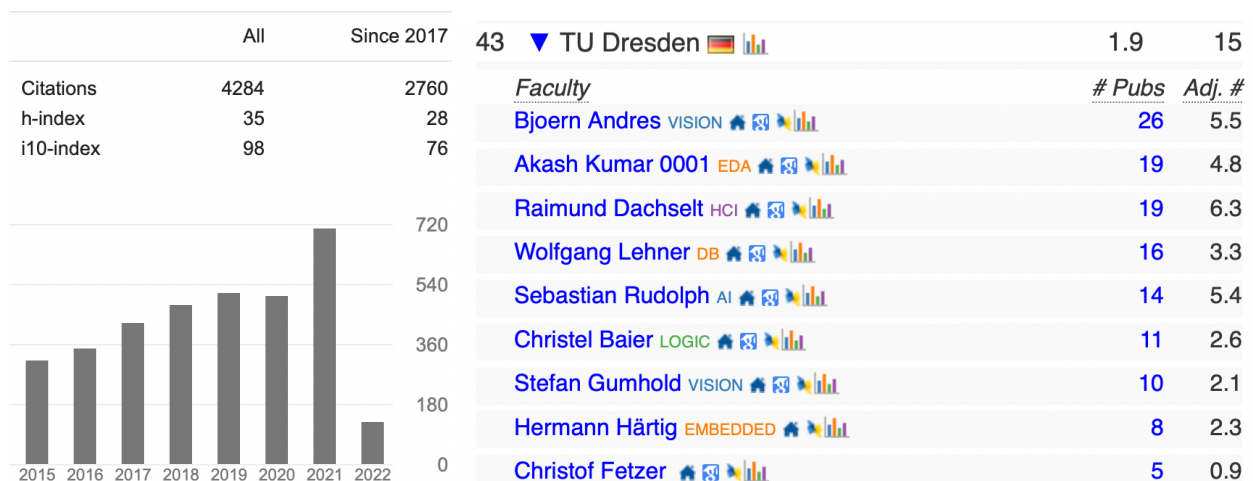 All Since 2017
Citations 4284 2760
h-index 35 28
i10-index 98 76
720
540
360
180
0
2015 2016 2017 2018 2019 2020 2021 2022
43 ▼ TU Dresden 1.9 15
Faculty # Pubs Adj. #
Bjoern Andres VISION 26 5.5
Akash Kumar 0001 EDA 19 4.8
Raimund Dachselt HCI 19 6.3
Wolfgang Lehner DB 16 3.3
Sebastian Rudolph AI 14 5.4
Christel Baier LOGIC 11 2.6
Stefan Gumhold VISION 10 2.1
Hermann Härtig EMBEDDED 8 2.3
Christof Fetzer 5 0.9